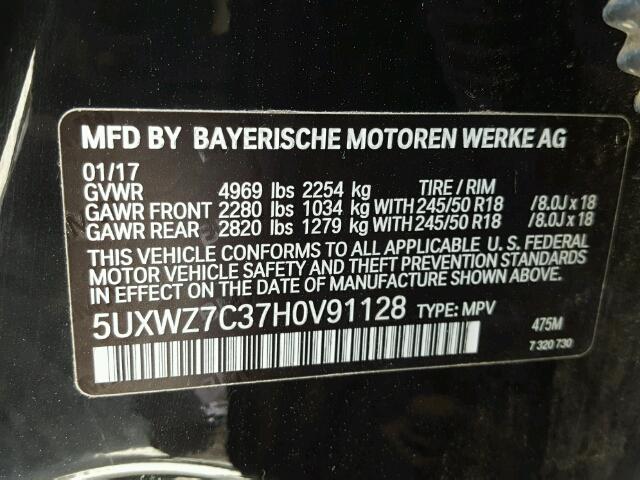 MFD BY BAYERISCHE MOTOREN WERKE AG
01/17
GVWR 4969 lbs 2254 kg TIRE / RIM
GAWR FRONT 2280 lbs 1034 kg WITH 245/50 R18 /8.0J x 18
GAWR REAR 2820 lbs 1279 kg WITH 245/50 R18 /8.0J x 18
THIS VEHICLE CONFORMS TO ALL APPLICABLE U. S. FEDERAL
MOTOR VEHICLE SAFETY AND THEFT PREVENTION STANDARDS
IN EFFECT ON THE DATE OF MANUFACTURE SHOWN ABOVE.
5UXWZ7C37H0V91128 TYPE: MPV 475M
7 320 730